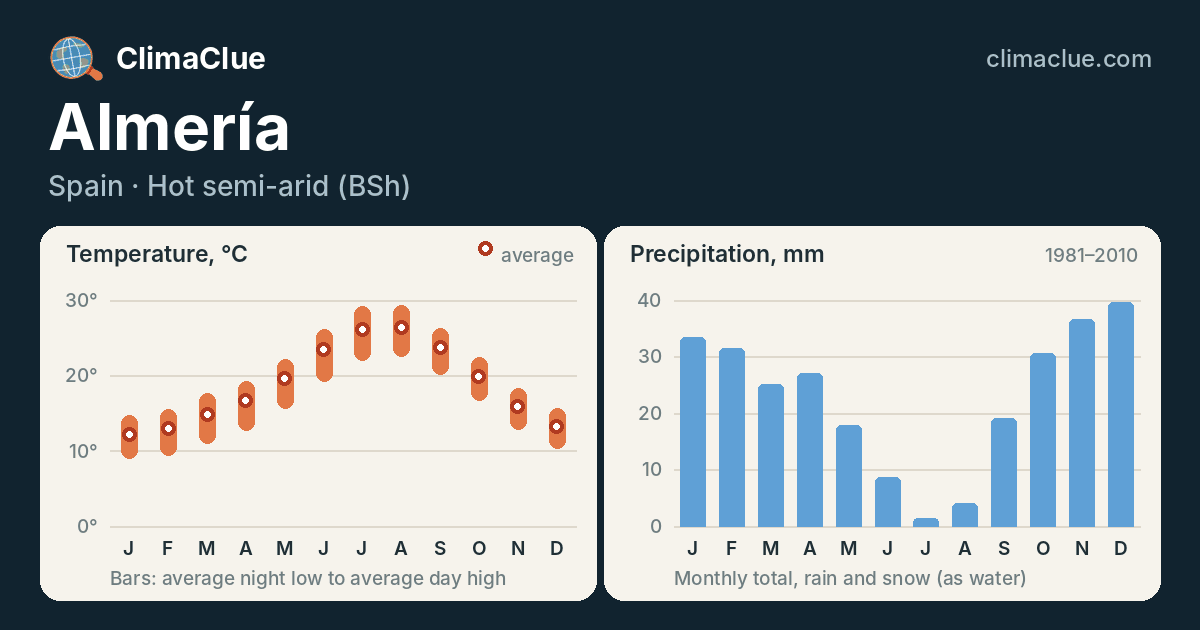 ClimaClue
climaclue.com
Almería
Spain · Hot semi-arid (BSh)
Temperature, °C
average
30°
20°
10°
0°
J F M A M J J A S O N D
Bars: average night low to average day high
Precipitation, mm
1981–2010
40
30
20
10
0
J F M A M J J A S O N D
Monthly total, rain and snow (as water)